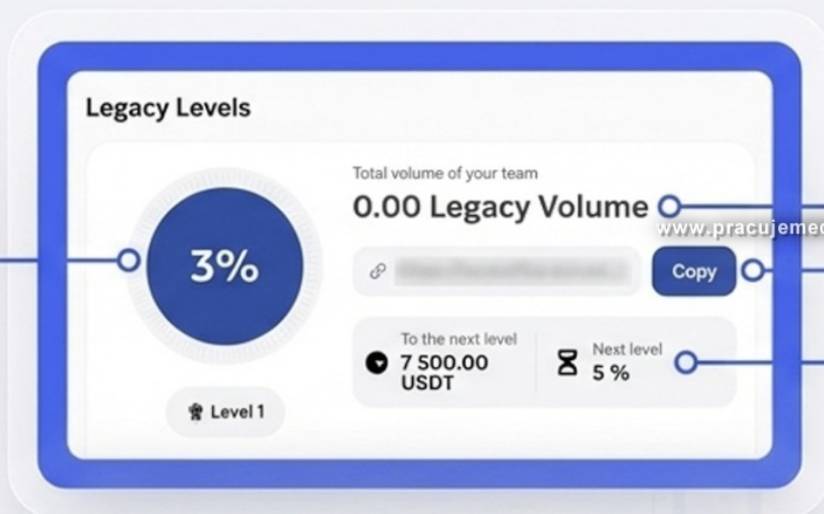 Legacy Levels
Total volume of your team
0.00 Legacy Volume
www.pracujemeo
3%
Copy
To the next level
7 500.00
USDT
Next level
5 %
Level 1